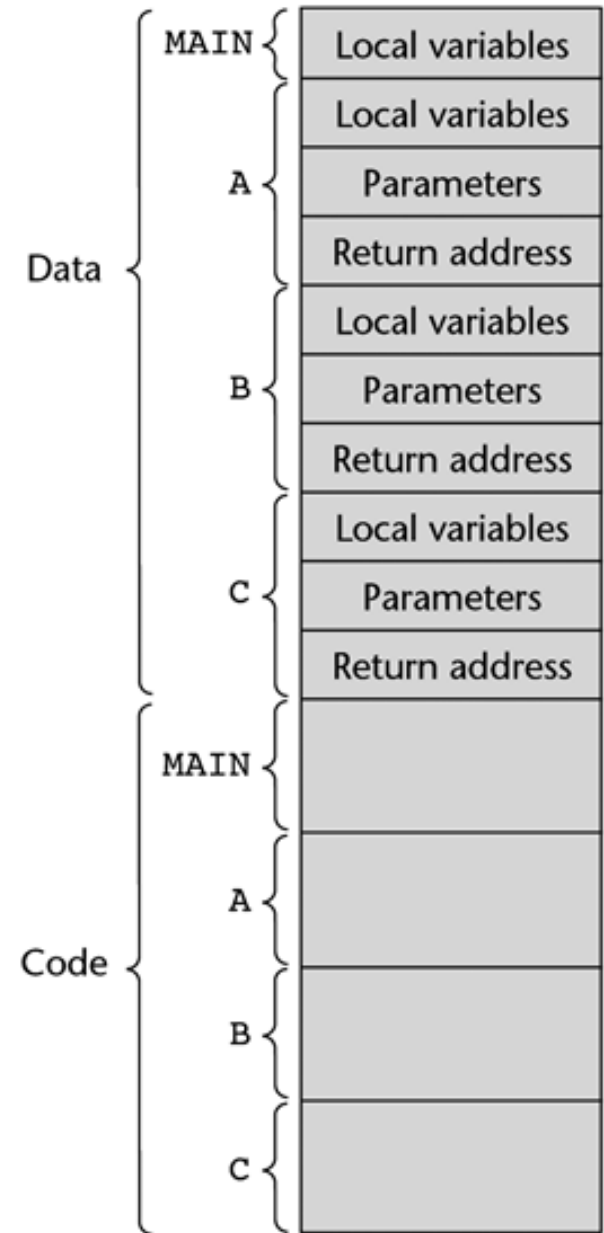 MAIN Local variables
Local variables
A Parameters
Return address
Data
Local variables
B Parameters
Return address
Local variables
C Parameters
Return address
MAIN
A
Code
B
C